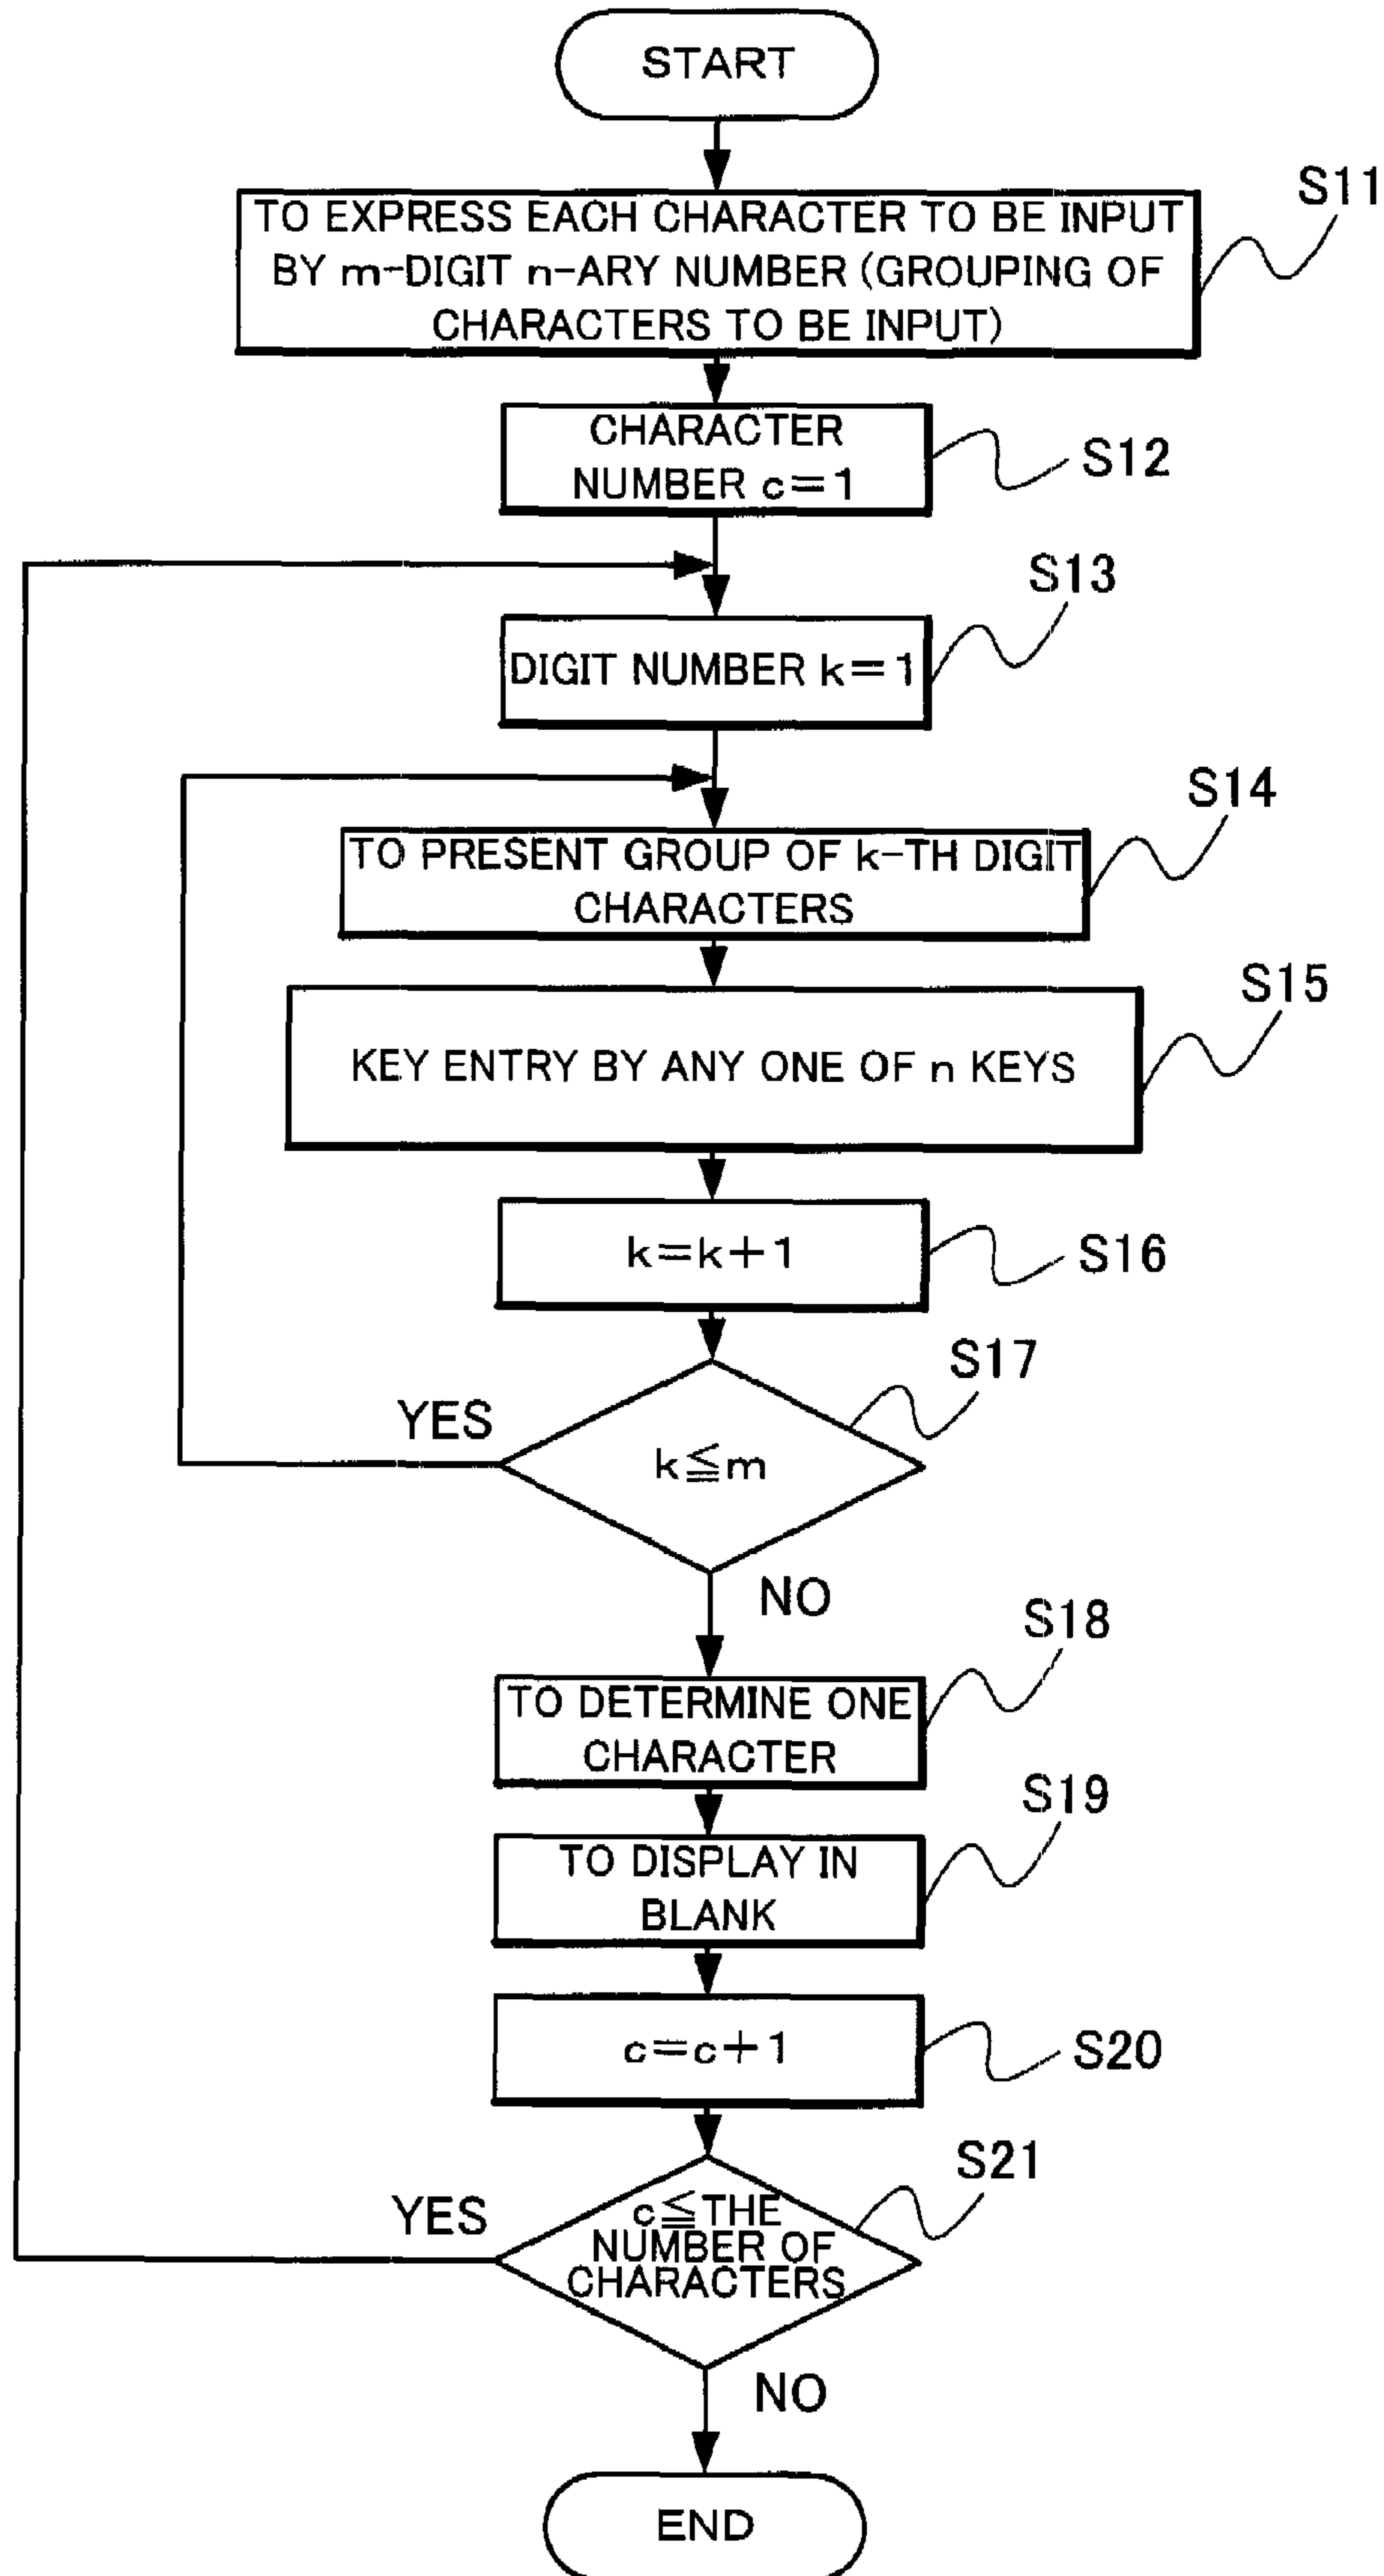 START
S11
TO EXPRESS EACH CHARACTER TO BE INPUT
BY m-DIGIT n-ARY NUMBER (GROUPING OF
CHARACTERS TO BE INPUT)
CHARACTER
NUMBER c=1
S12
S13
DIGIT NUMBER k=1
S14
TO PRESENT GROUP OF k-TH DIGIT
CHARACTERS
S15
KEY ENTRY BY ANY ONE OF n KEYS
k=k+1
S16
S17
YES
k≦m
NO
S18
TO DETERMINE ONE
CHARACTER
S19
TO DISPLAY IN
BLANK
c=c+1
S20
S21
YES
c≦THE
NUMBER OF
CHARACTERS
NO
END